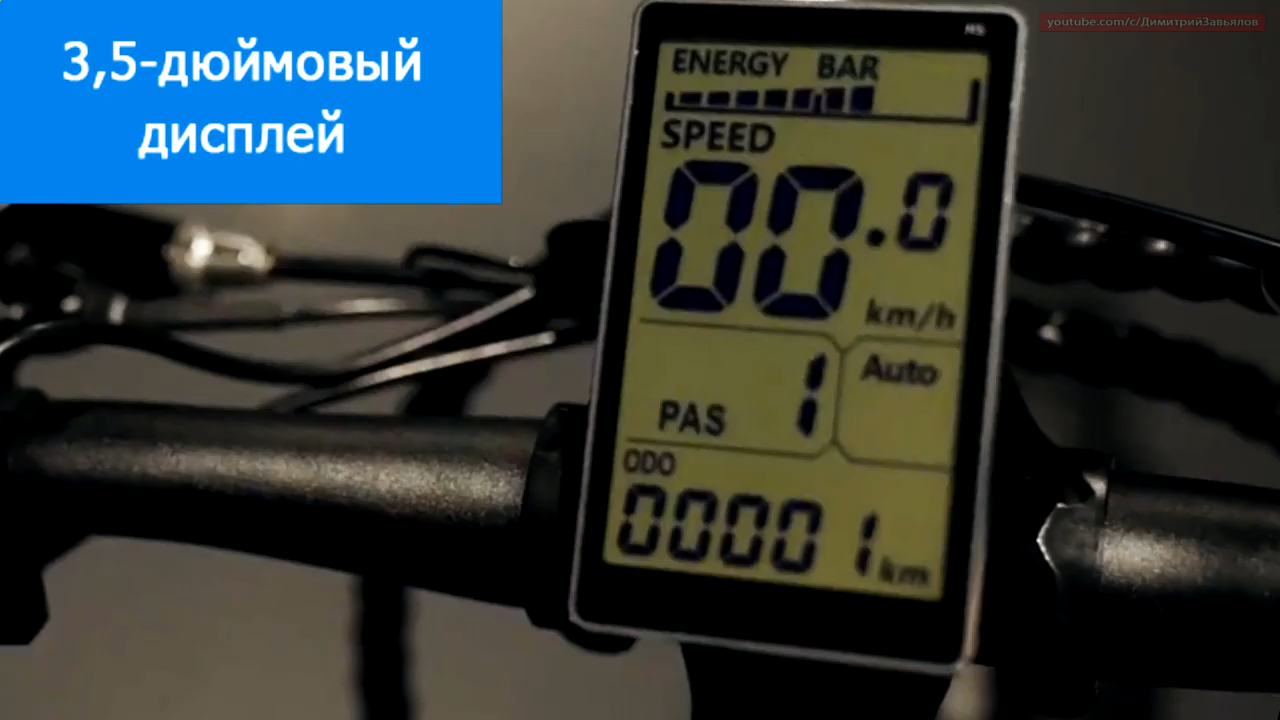 3,5-дюймовый
дисплей
youtube.com/c/ДимитрийЗавьялов
ENERGY BAR
SPEED
00.0
km/h
PAS 1
Auto
ODO
00001 km